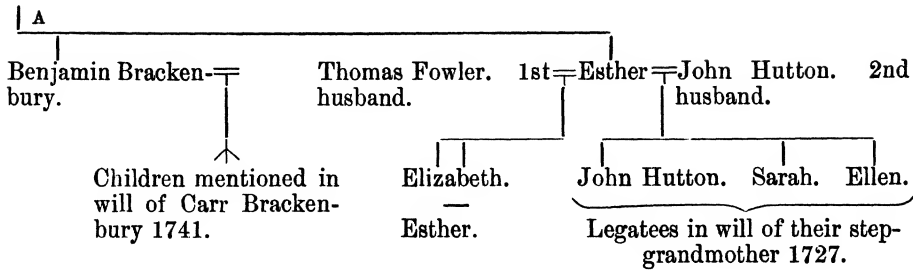 A
Benjamin Bracken- Thomas Fowler. 1st Esther John Hutton. 2nd
bury. husband. husband.
Children mentioned in Elizabeth. John Hutton. Sarah. Ellen.
will of Carr Bracken-
bury 1741. Esther. Legatees in will of their step-
grandmother 1727.